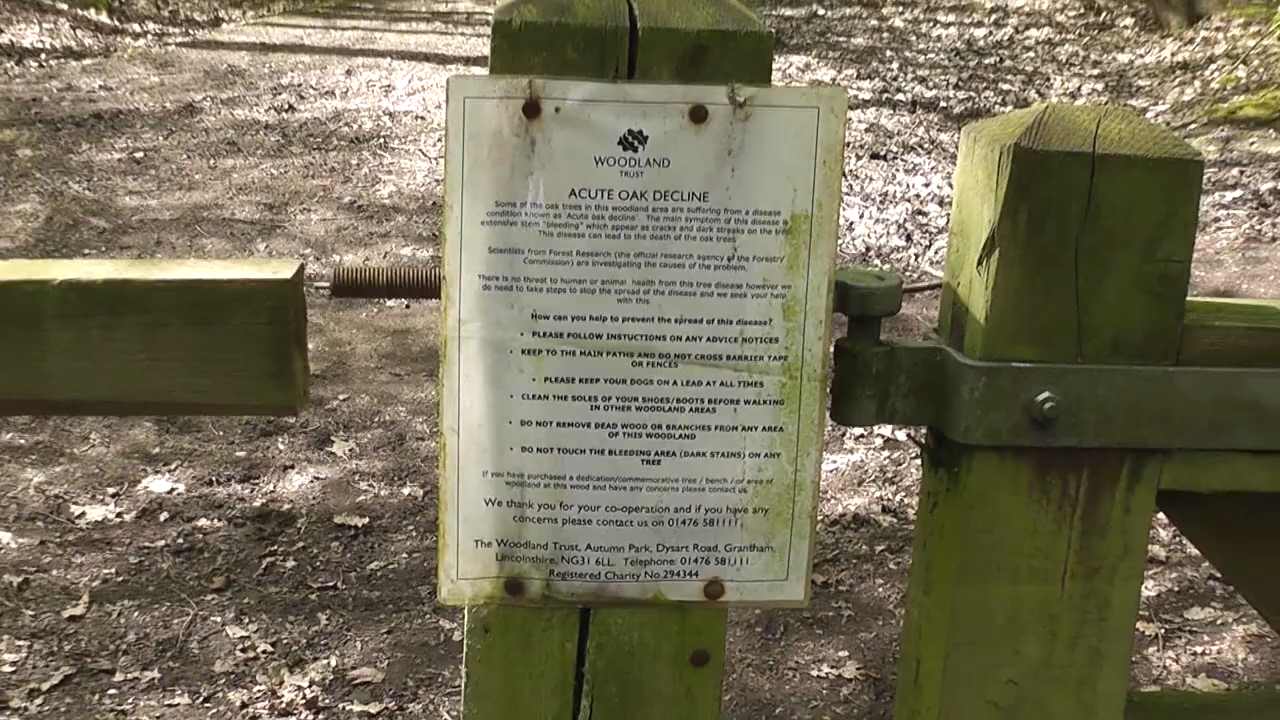 WOODLAND
TRUST
ACUTE OAK DECLINE
Some of the oak trees in this woodland area are suffering from a disease
condition known as 'Acute oak decline'. The main symptom of this disease is
extensive stem "bleeding" which appear as cracks and dark streaks on the tree
This disease can lead to the death of the oak trees
Scientists from Forest Research (the official research agency of the Forestry
Commission) are investigating the causes of the problem.
There is no threat to human or animal health from this tree disease however we
do need to take steps to stop the spread of the disease and we seek your help
with this.
How can you help to prevent the spread of this disease?
• PLEASE FOLLOW INSTUCTIONS ON ANY ADVICE NOTICES
• KEEP TO THE MAIN PATHS AND DO NOT CROSS BARRIER TAPE
OR FENCES
• PLEASE KEEP YOUR DOGS ON A LEAD AT ALL TIMES
• CLEAN THE SOLES OF YOUR SHOES/BOOTS BEFORE WALKING
IN OTHER WOODLAND AREAS
• DO NOT REMOVE DEAD WOOD OR BRANCHES FROM ANY AREA
OF THIS WOODLAND
• DO NOT TOUCH THE BLEEDING AREA (DARK STAINS) ON ANY
TREE
If you have purchased a dedication/commemorative tree / bench / or area of
woodland at this wood and have any concerns please contact us
We thank you for your co-operation and if you have any
concerns please contact us on 01476 581111.
The Woodland Trust, Autumn Park, Dysart Road, Grantham,
Lincolnshire, NG31 6LL. Telephone: 01476 581111
Registered Charity No.294344